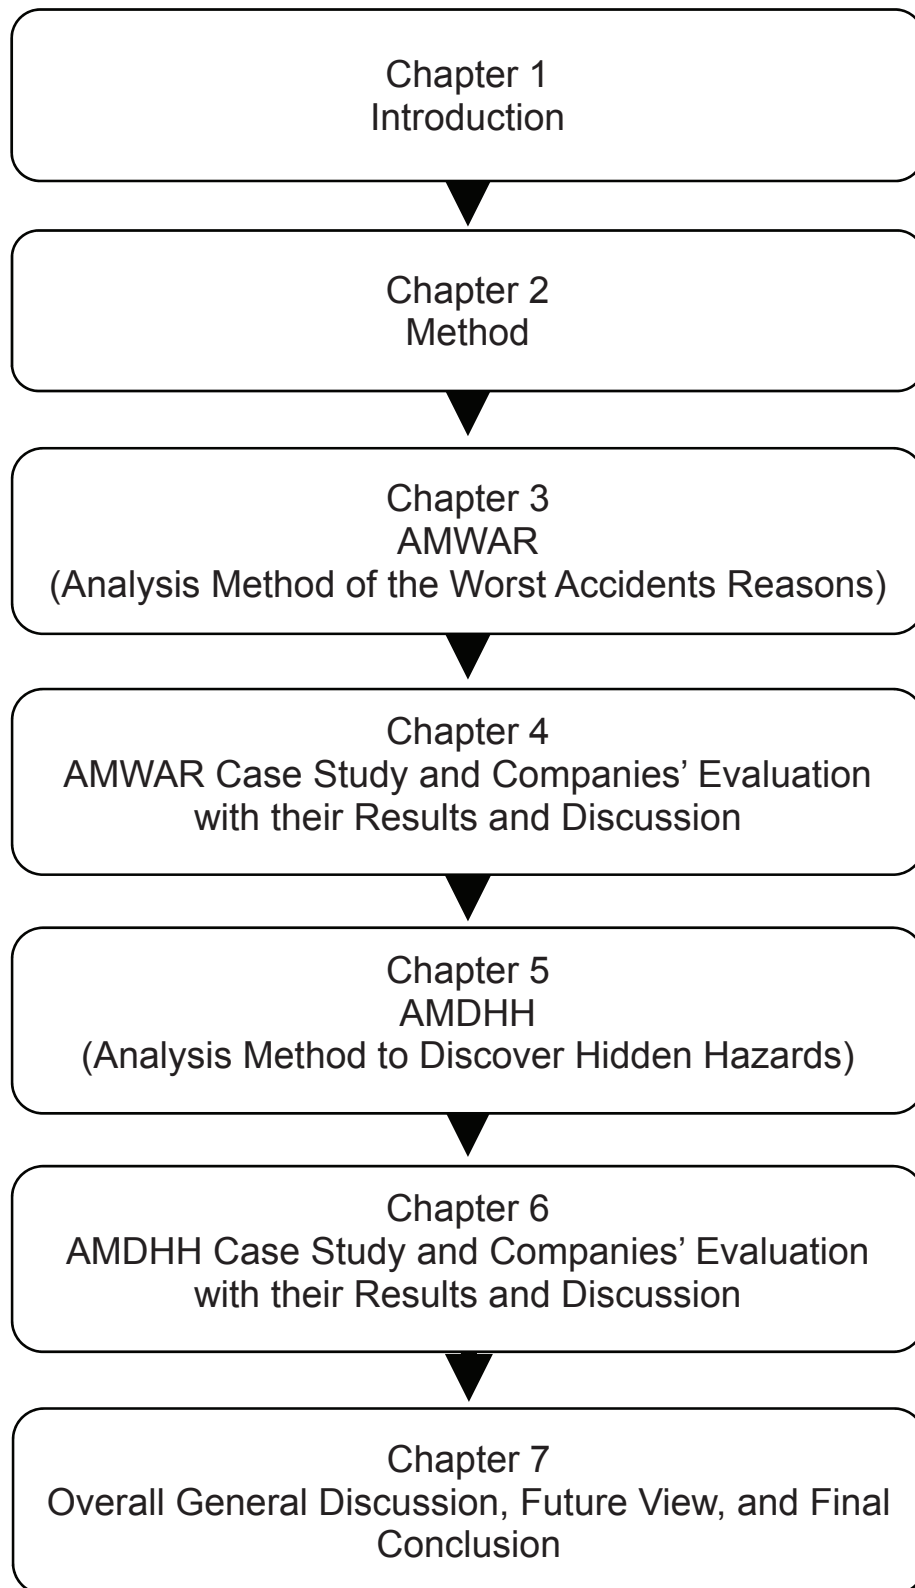 Chapter 1
Introduction
Chapter 2
Method
Chapter 3
AMWAR
(Analysis Method of the Worst Accidents Reasons)
Chapter 4
AMWAR Case Study and Companies’ Evaluation
with their Results and Discussion
Chapter 5
AMDHH
(Analysis Method to Discover Hidden Hazards)
Chapter 6
AMDHH Case Study and Companies’ Evaluation
with their Results and Discussion
Chapter 7
Overall General Discussion, Future View, and Final
Conclusion